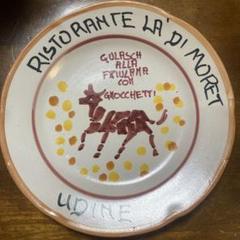 RISTORANTE LA' DI MORET
GULASCH
ALLA
FRIULANA
CON
GNOCCHETTI
UDINE